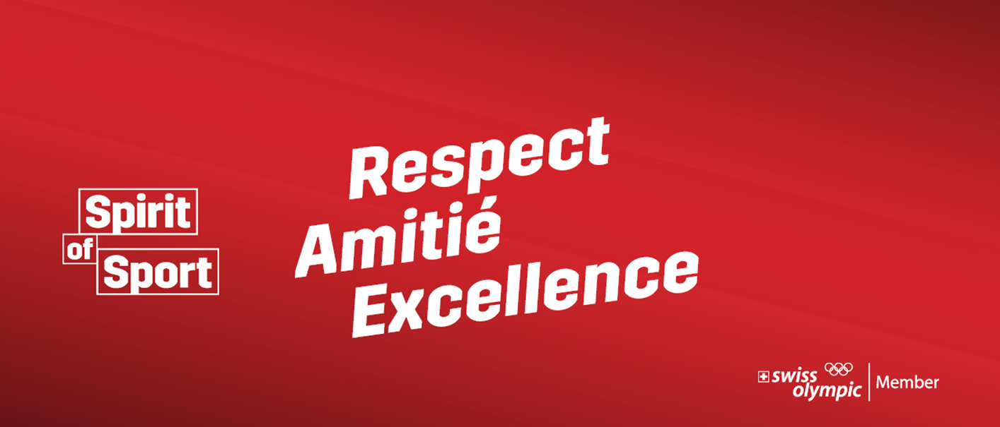 Spirit
of
Sport
Respect
Amitié
Excellence
swiss
olympic
Member